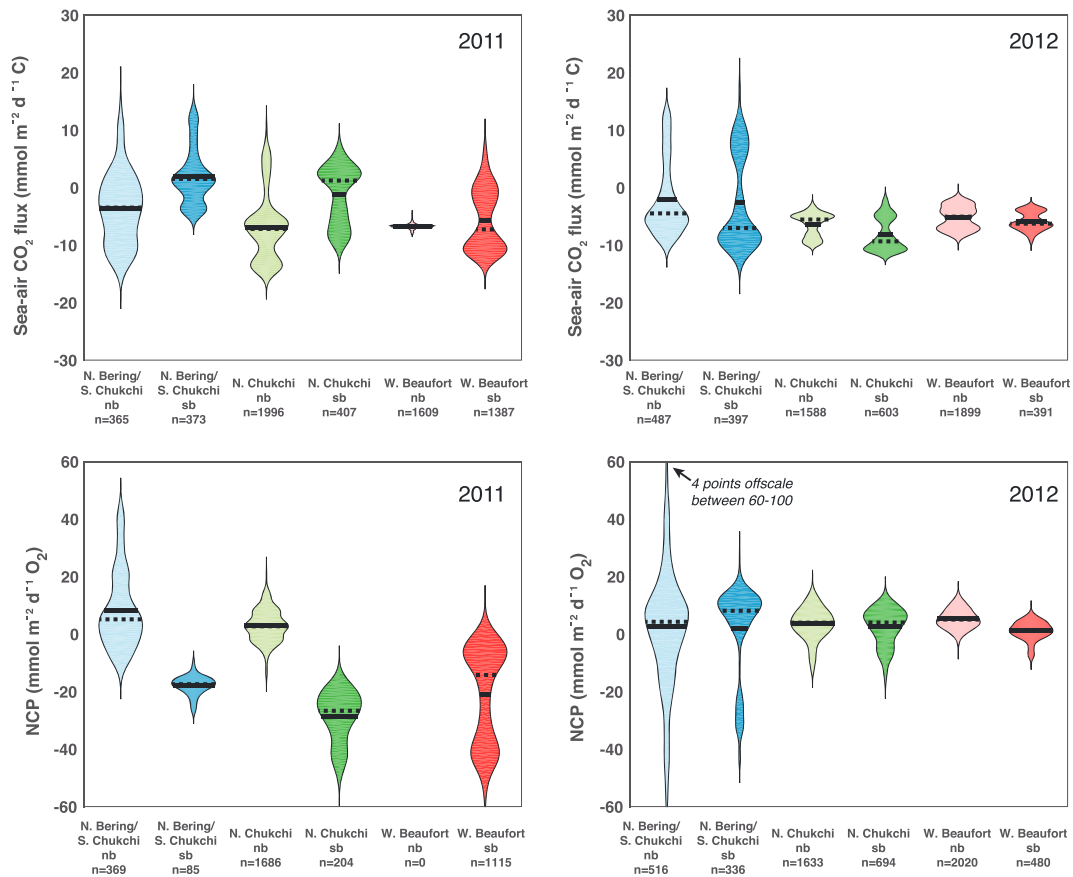 2011
Sea-air CO₂ flux (mmol m⁻² d⁻¹ C)
30
20
10
0
-10
-20
-30
N. Bering/
S. Chukchi
nb
n=365
N. Bering/
S. Chukchi
sb
n=373
N. Chukchi
nb
n=1996
N. Chukchi
sb
n=407
W. Beaufort
nb
n=1609
W. Beaufort
sb
n=1387
2012
Sea-air CO₂ flux (mmol m⁻² d⁻¹ C)
30
20
10
0
-10
-20
-30
N. Bering/
S. Chukchi
nb
n=487
N. Bering/
S. Chukchi
sb
n=397
N. Chukchi
nb
n=1588
N. Chukchi
sb
n=603
W. Beaufort
nb
n=1899
W. Beaufort
sb
n=391
2011
NCP (mmol m⁻² d⁻¹ O₂)
60
40
20
0
-20
-40
-60
N. Bering/
S. Chukchi
nb
n=369
N. Bering/
S. Chukchi
sb
n=85
N. Chukchi
nb
n=1686
N. Chukchi
sb
n=204
W. Beaufort
nb
n=0
W. Beaufort
sb
n=1115
2012
4 points offscale
between 60-100
NCP (mmol m⁻² d⁻¹ O₂)
60
40
20
0
-20
-40
-60
N. Bering/
S. Chukchi
nb
n=516
N. Bering/
S. Chukchi
sb
n=336
N. Chukchi
nb
n=1633
N. Chukchi
sb
n=694
W. Beaufort
nb
n=2020
W. Beaufort
sb
n=480